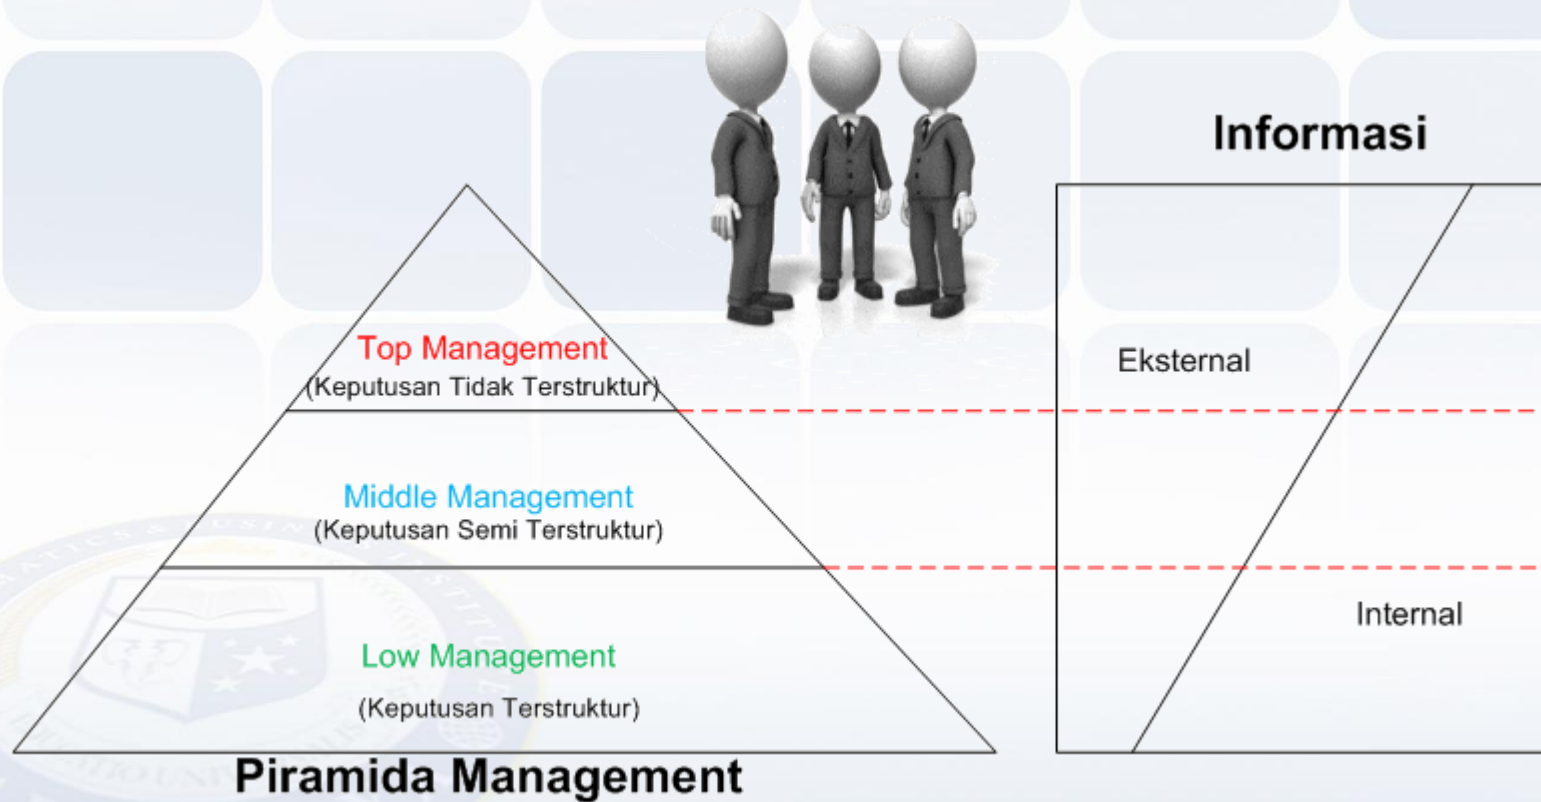 Informasi
Top Management
(Keputusan Tidak Terstruktur)
Eksternal
Middle Management
(Keputusan Semi Terstruktur)
Internal
Low Management
(Keputusan Terstruktur)
Piramida Management